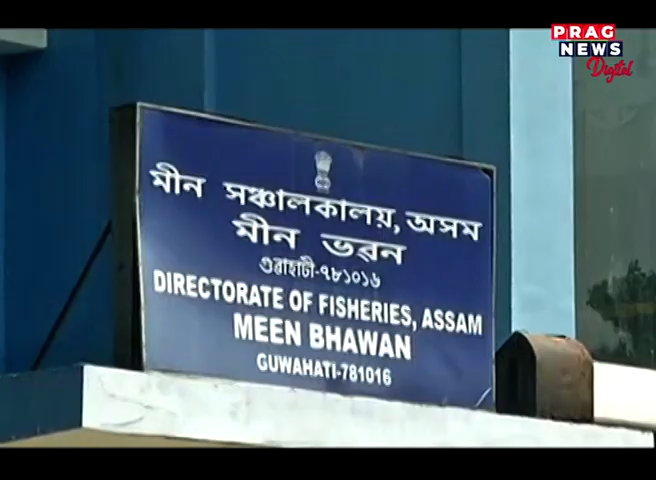 PRAG
NEWS
Digital
মীন সঞ্চালকালয়, অসম
মীন ভৱন
গুৱাহাটী-৭৮১০১৬
DIRECTORATE OF FISHERIES, ASSAM
MEEN BHAWAN
GUWAHATI-781016